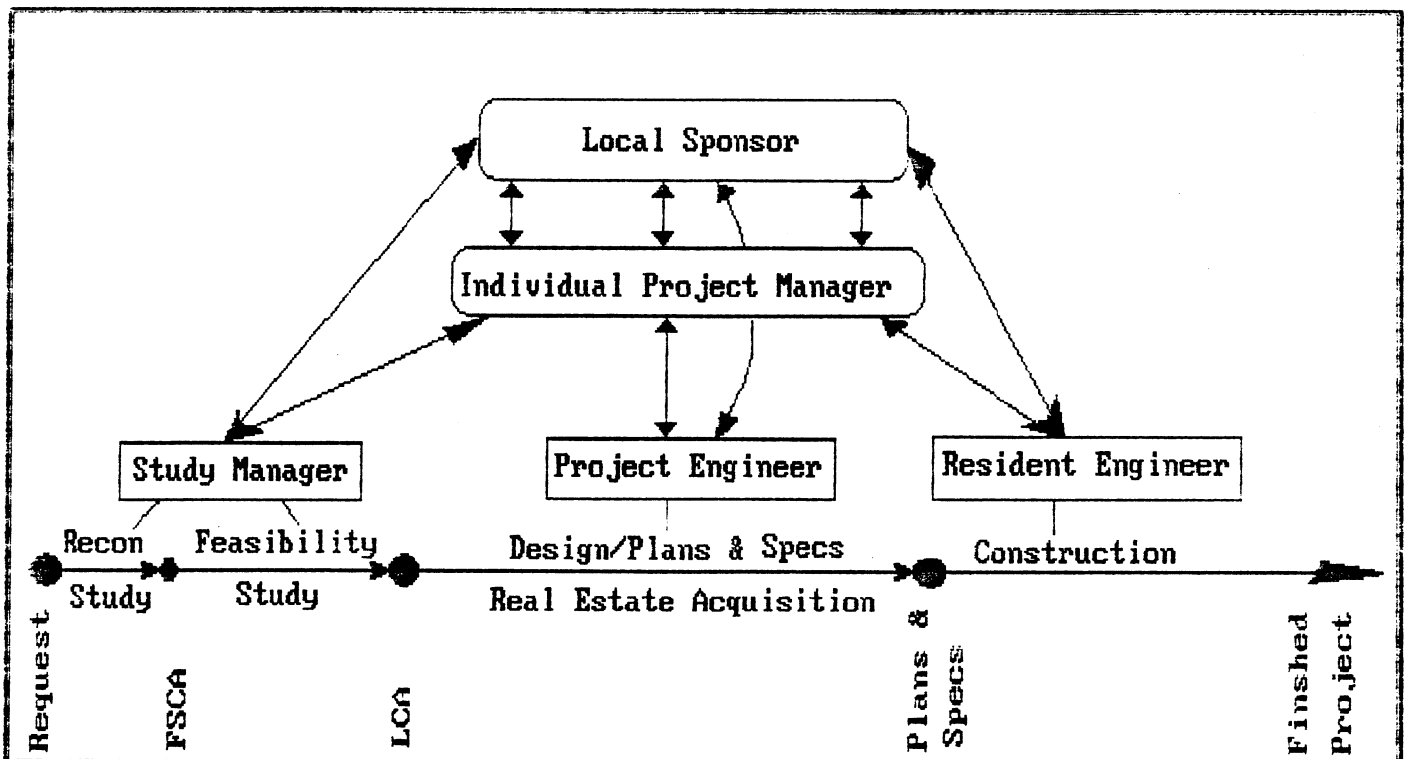 Local Sponsor
Individual Project Manager
Study Manager
Project Engineer
Resident Engineer
Recon
Study
Feasibility
Study
Design/Plans & Specs
Real Estate Acquisition
Construction
Request
FSCA
LCA
Plans &
Specs
Finshed
Project